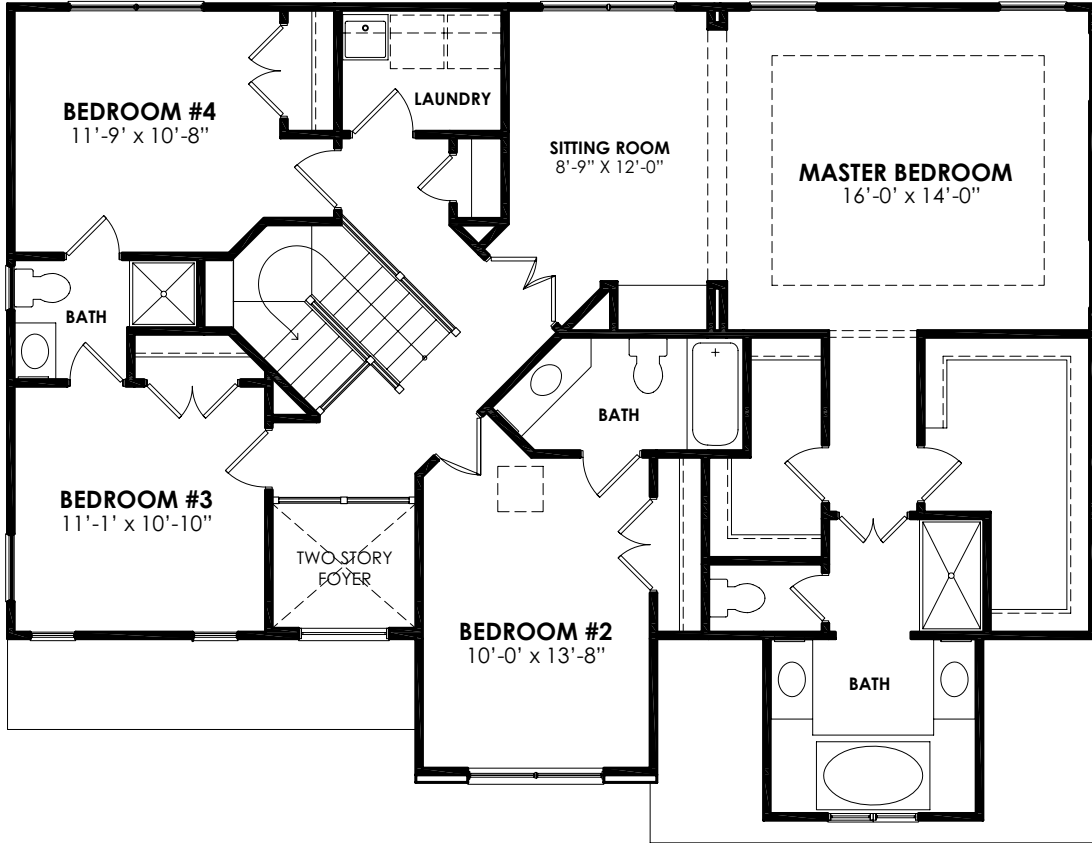 BEDROOM #4
11’-9’ x 10’-8”
LAUNDRY
SITTING ROOM
8’-9” X 12’-0”
MASTER BEDROOM
16’-0’ x 14’-0”
BATH
BATH
BEDROOM #3
11’-1’ x 10’-10”
TWO STORY
FOYER
BEDROOM #2
10’-0’ x 13’-8”
BATH